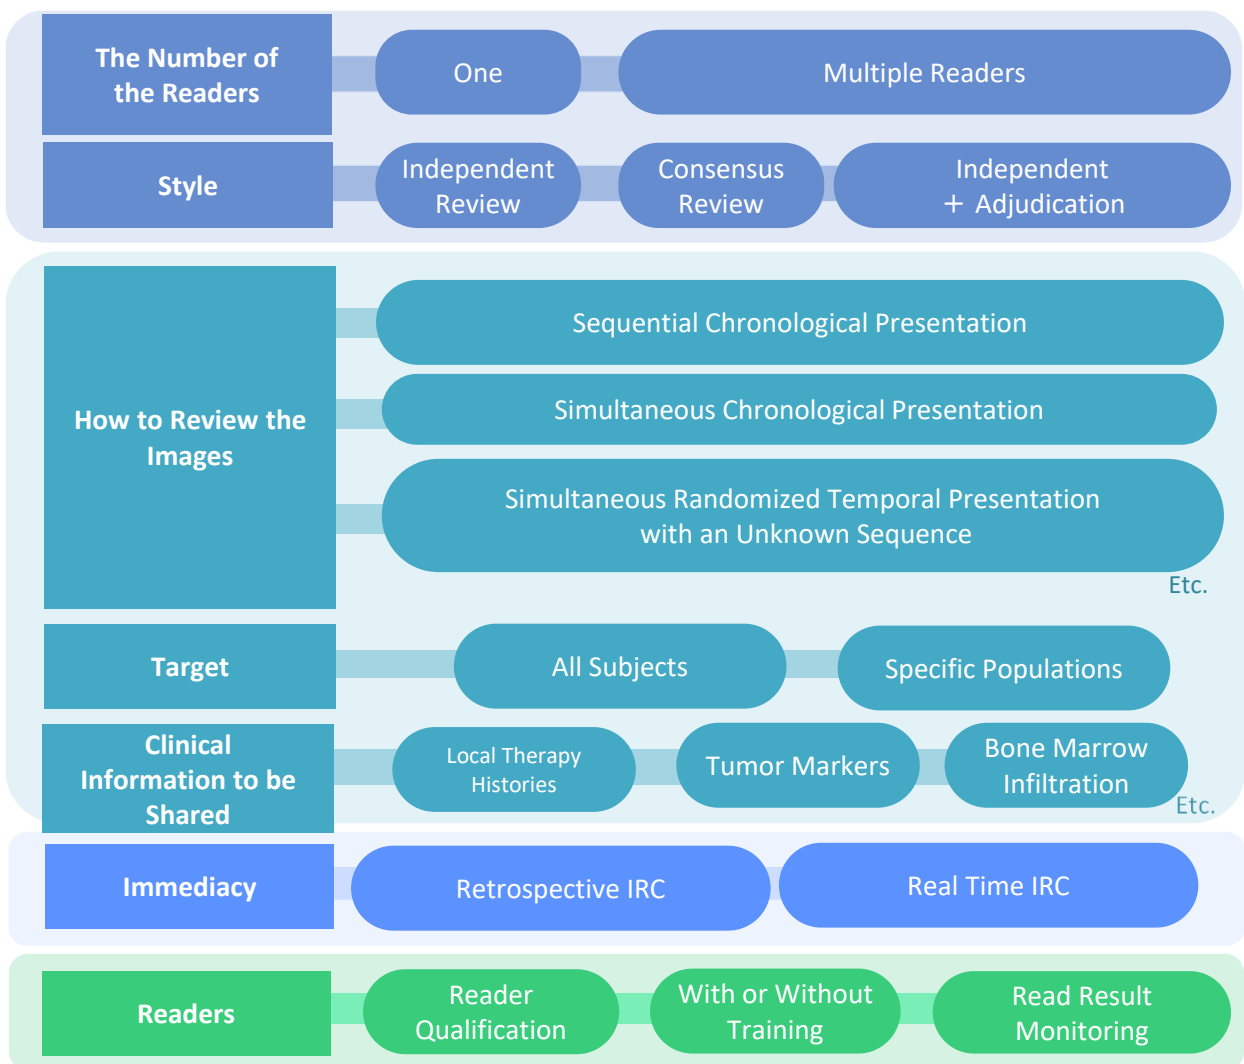 The Number of
the Readers
One
Multiple Readers
Style
Independent
Review
Consensus
Review
Independent
＋ Adjudication
How to Review the
Images
Sequential Chronological Presentation
Simultaneous Chronological Presentation
Simultaneous Randomized Temporal Presentation
with an Unknown Sequence
Etc.
Target
All Subjects
Specific Populations
Clinical
Information to be
Shared
Local Therapy
Histories
Tumor Markers
Bone Marrow
Infiltration
Etc.
Immediacy
Retrospective IRC
Real Time IRC
Readers
Reader
Qualification
With or Without
Training
Read Result
Monitoring